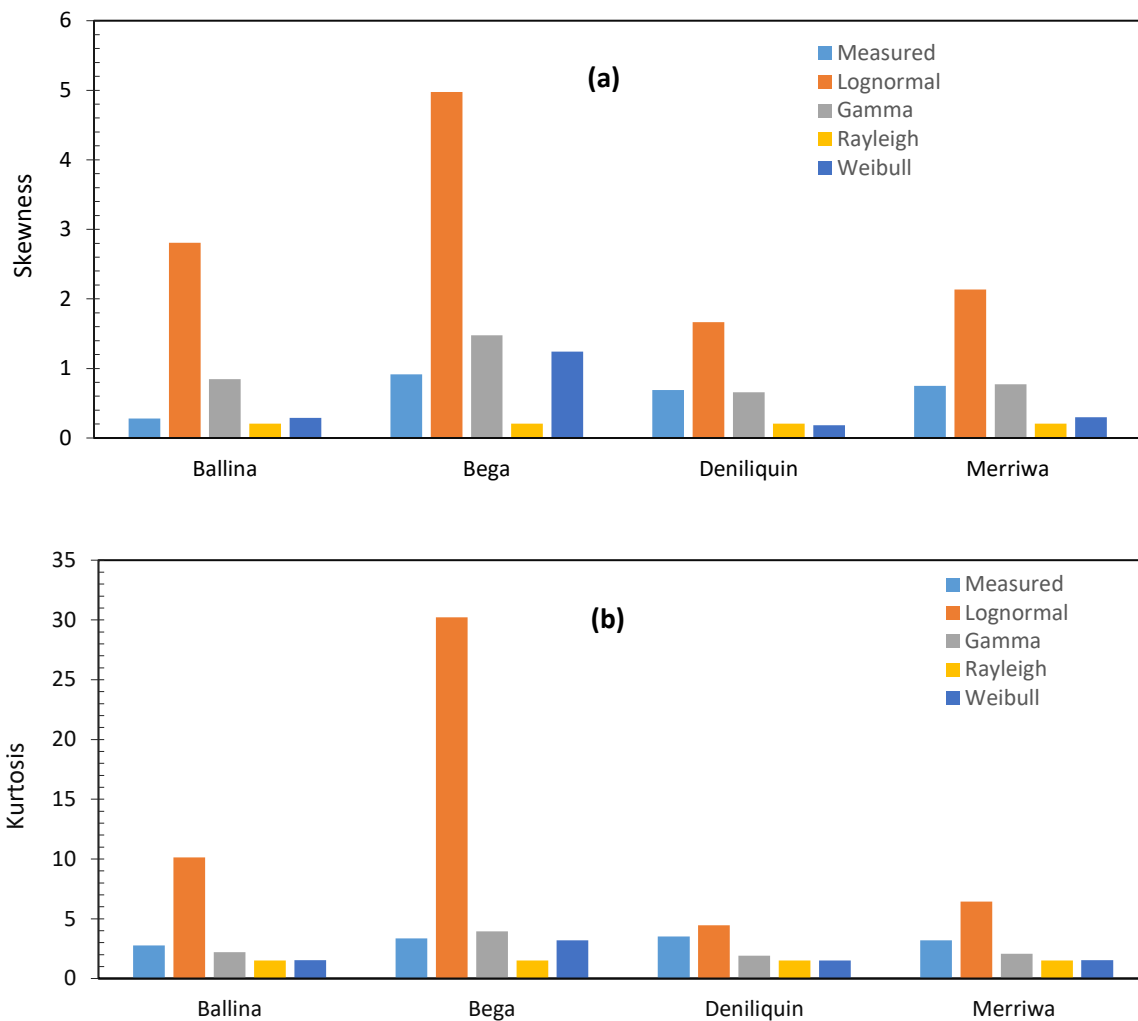 6
5
4
3
2
1
0
Skewness
(a)
Measured
Lognormal
Gamma
Rayleigh
Weibull
Ballina Bega Deniliquin Merriwa
35
30
25
20
15
10
5
0
Kurtosis
(b)
Measured
Lognormal
Gamma
Rayleigh
Weibull
Ballina Bega Deniliquin Merriwa